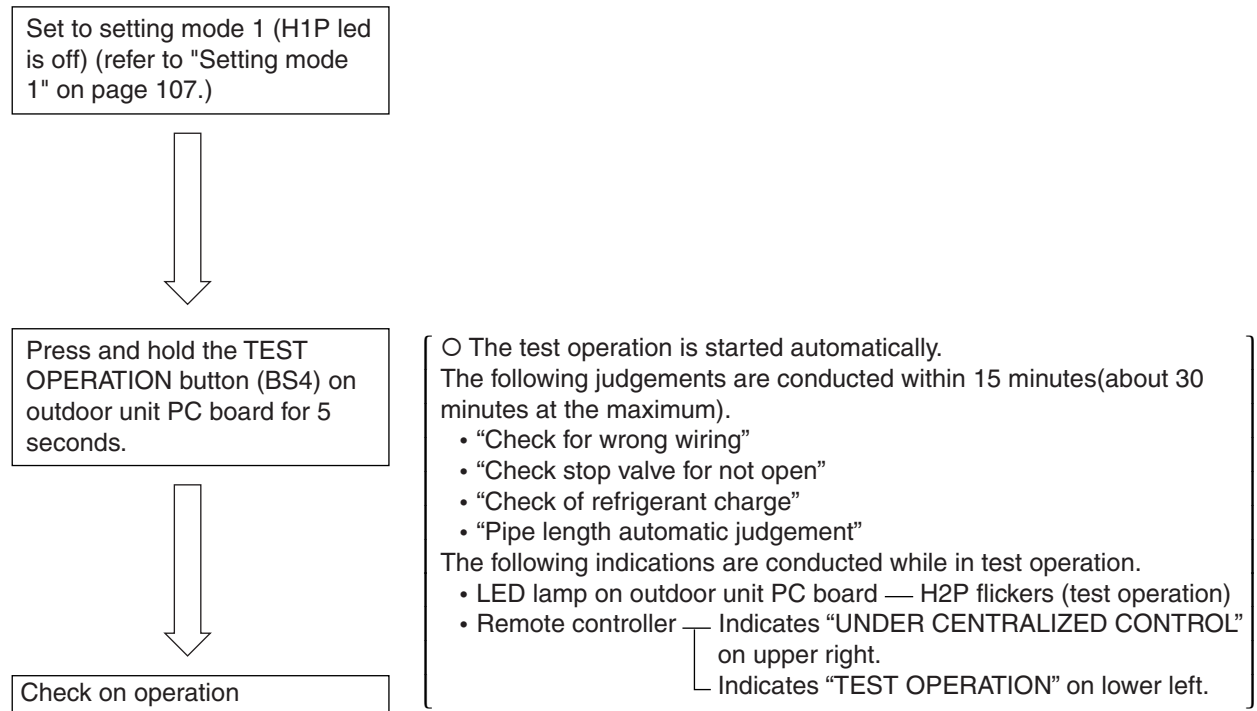 Set to setting mode 1 (H1P led
is off) (refer to "Setting mode
1" on page 107.)
Press and hold the TEST
OPERATION button (BS4) on
outdoor unit PC board for 5
seconds.
○ The test operation is started automatically.
The following judgements are conducted within 15 minutes(about 30
minutes at the maximum).
• “Check for wrong wiring”
• “Check stop valve for not open”
• “Check of refrigerant charge”
• “Pipe length automatic judgement”
The following indications are conducted while in test operation.
• LED lamp on outdoor unit PC board — H2P flickers (test operation)
• Remote controller — Indicates “UNDER CENTRALIZED CONTROL”
on upper right.
Indicates “TEST OPERATION” on lower left.
Check on operation